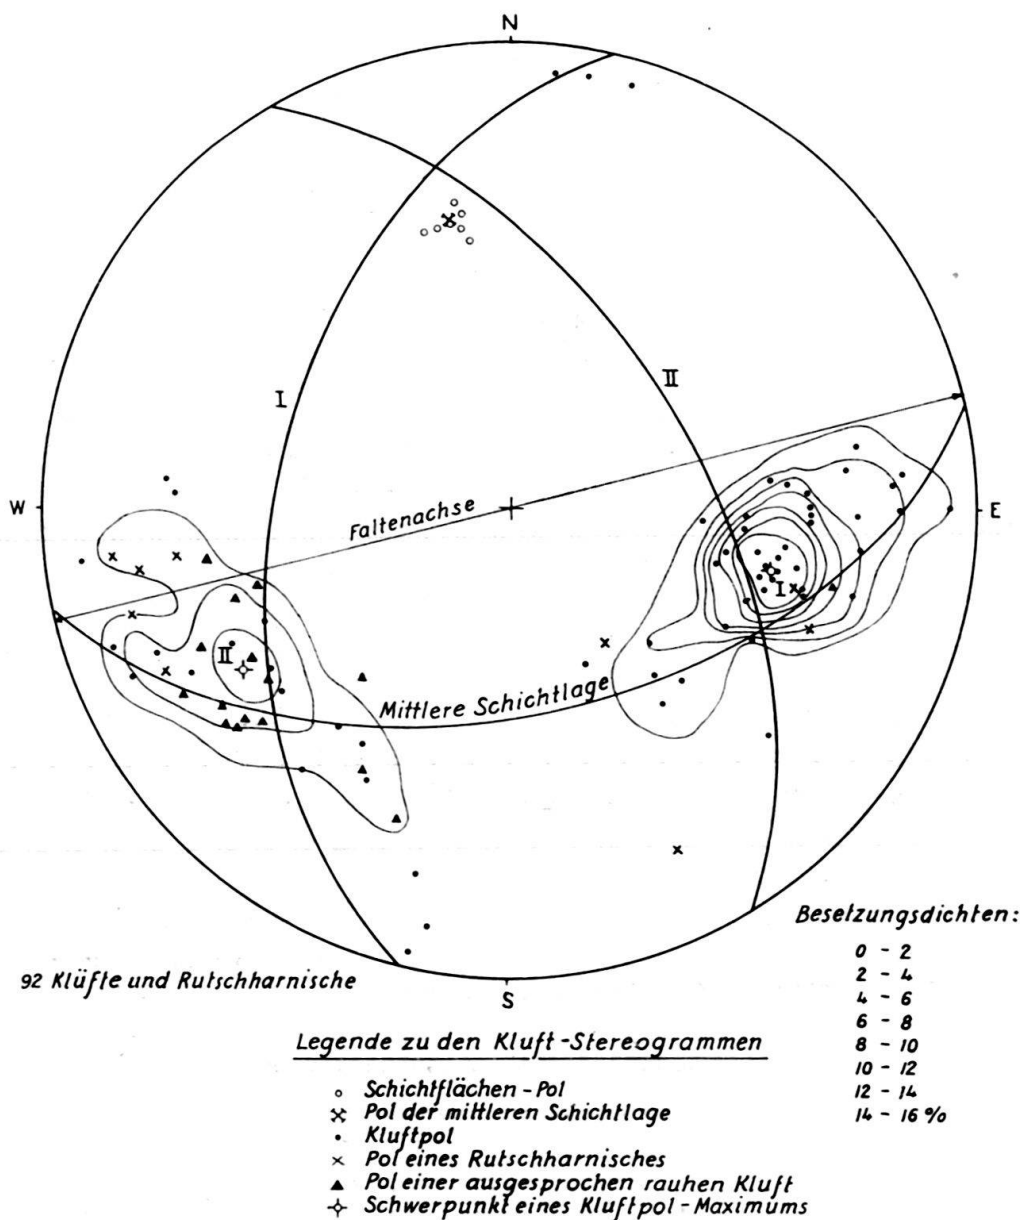 N
I
II
W
Faltenachse
E
I
II
Mittlere Schichtlage
Besetzungsdichten:
0 - 2
2 - 4
4 - 6
6 - 8
8 - 10
10 - 12
12 - 14
14 - 16 %
92 Klüfte und Rutschharnische
S
Legende zu den Kluft-Stereogrammen
Schichtflächen-Pol
Pol der mittleren Schichtlage
Kluftpol
Pol eines Rutschharnisches
Pol einer ausgesprochen rauhen Kluft
Schwerpunkt eines Kluftpol-Maximums